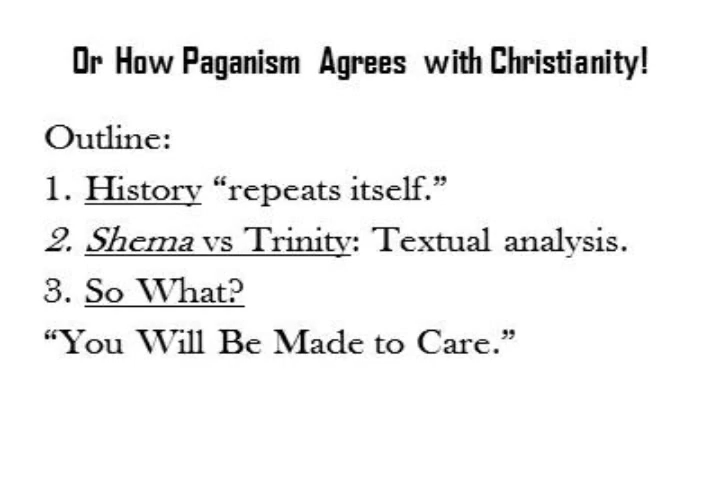 Or How Paganism Agrees with Christianity!
Outline:
1. History “repeats itself.”
2. Shema vs Trinity: Textual analysis.
3. So What?
“You Will Be Made to Care.”